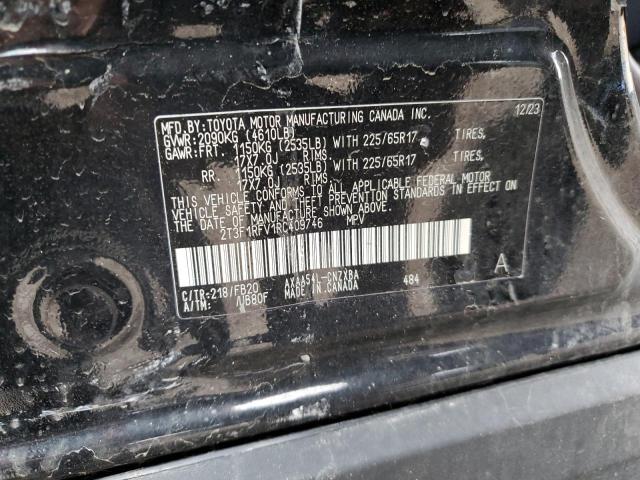 MFD.BY:TOYOTA MOTOR MANUFACTURING CANADA INC. 12/23
GVWR:2090KG (4610LB)
GAWR:FRT. 1150KG (2535LB) WITH 225/65R17 TIRES,
17X7.0J RIMS,
RR. 1150KG (2535LB) WITH 225/65R17 TIRES,
17X7.0J RIMS.
THIS VEHICLE CONFORMS TO ALL APPLICABLE FEDERAL MOTOR
VEHICLE SAFETY AND THEFT PREVENTION STANDARDS IN EFFECT ON
DATE OF MANUFACTURE SHOWN ABOVE.
2T3F1RFV1RC409746 MPV
C/TR:218/FB20 AXAA54L-CNZXBA 484 A
A/TM: /UB80F MADE IN CANADA